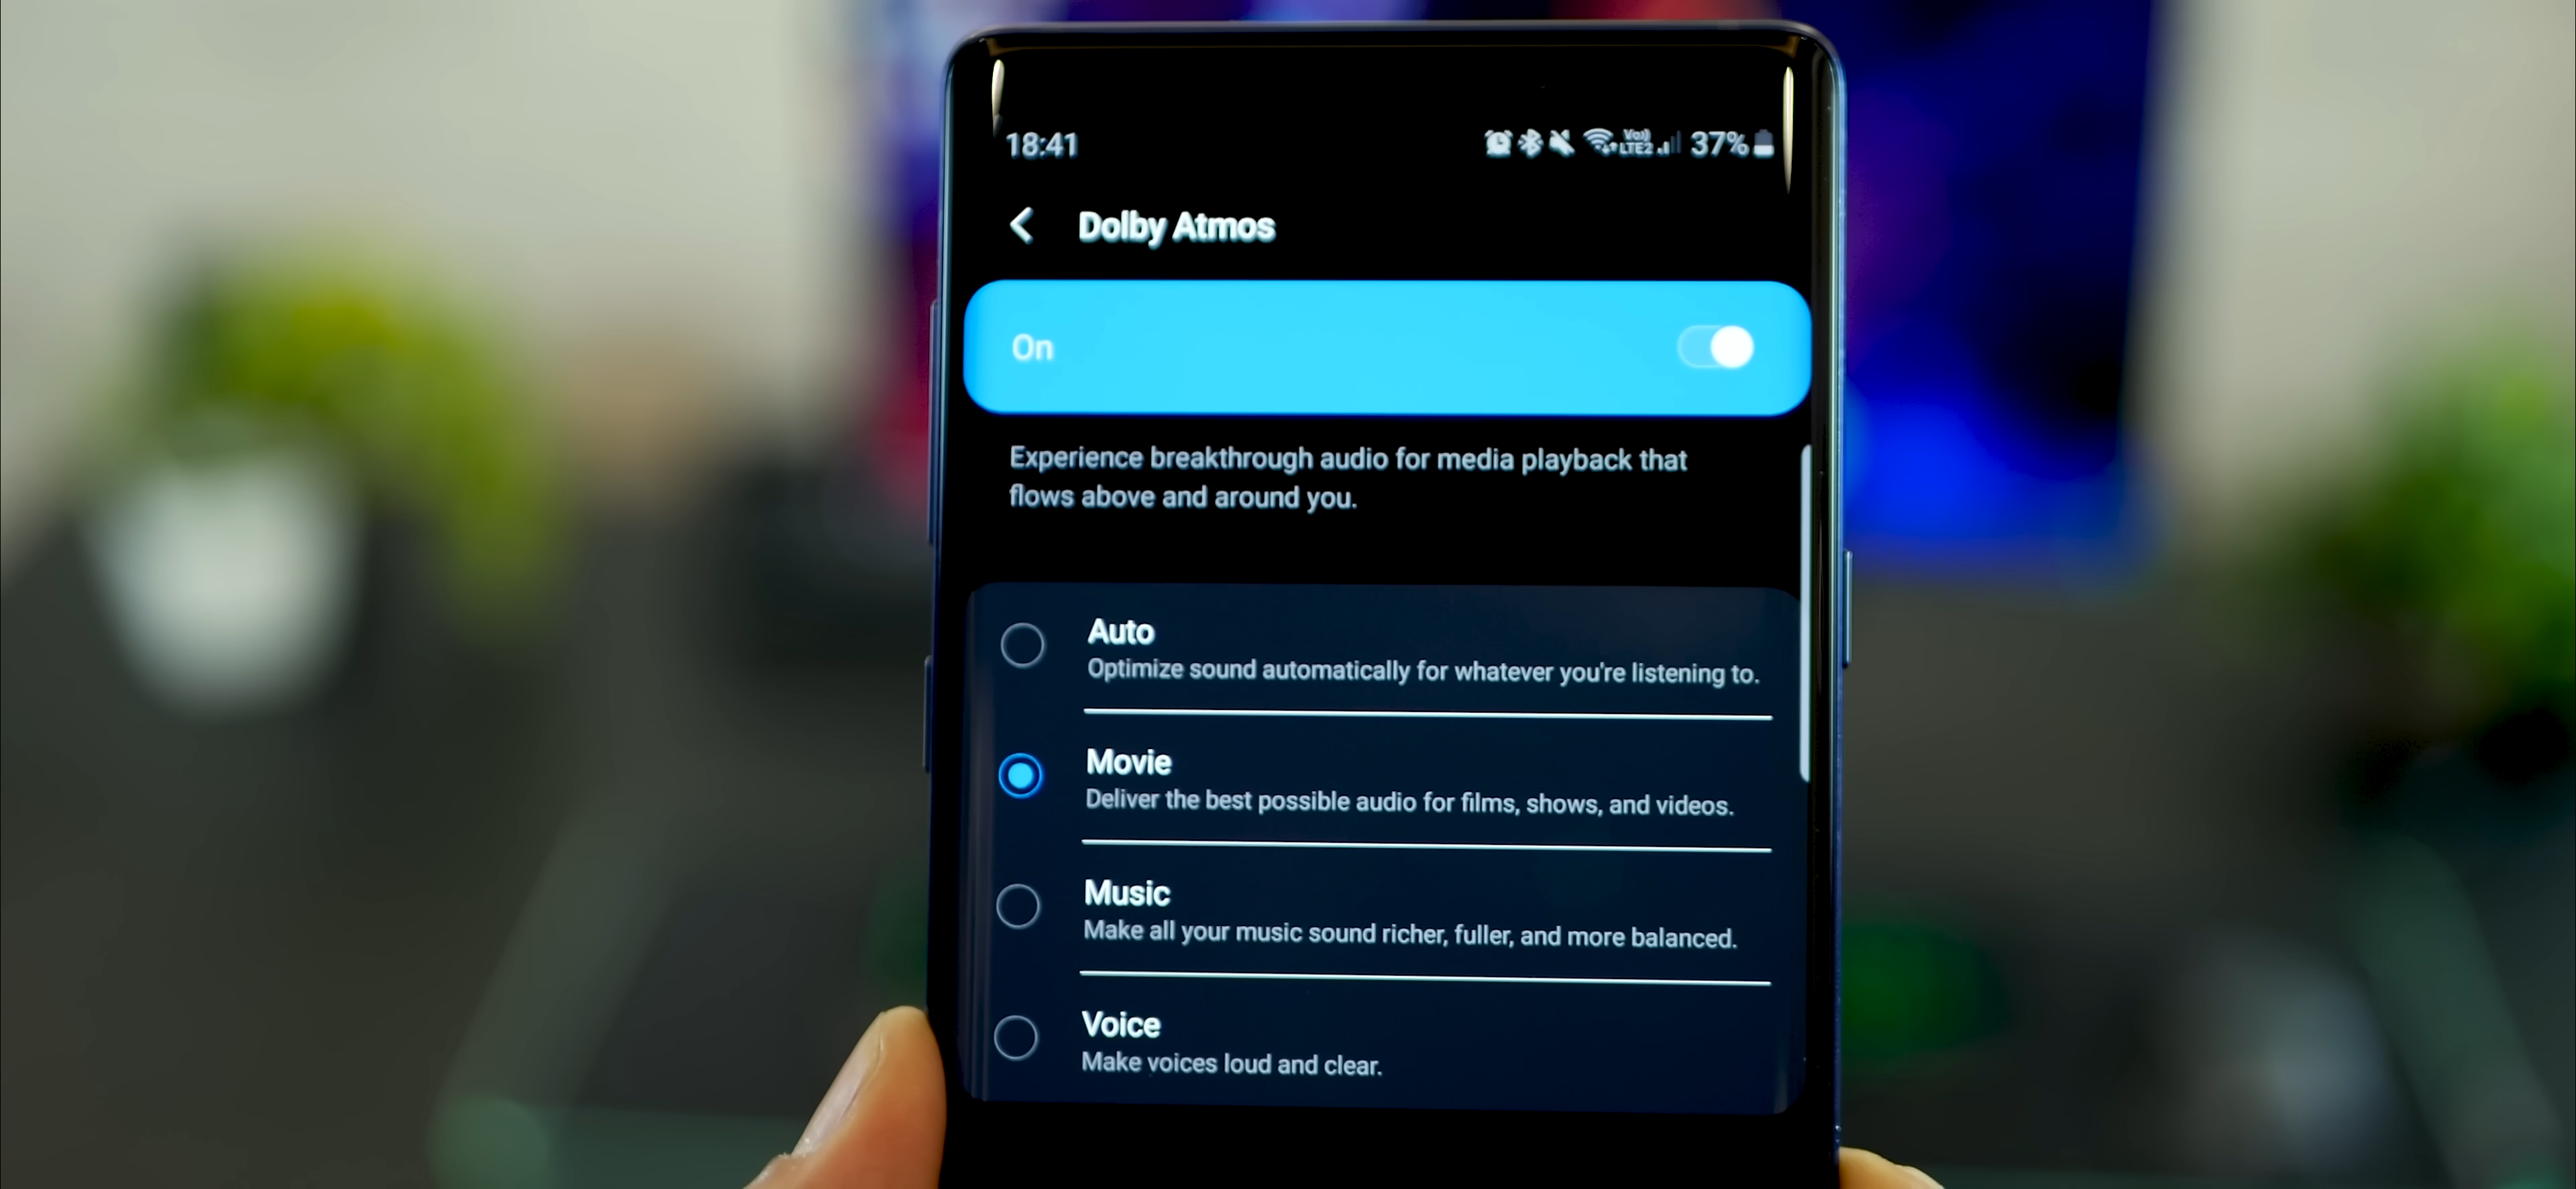 18:41
Vo)) LTE2 37%
Dolby Atmos
On
Experience breakthrough audio for media playback that
flows above and around you.
Auto
Optimize sound automatically for whatever you're listening to.
Movie
Deliver the best possible audio for films, shows, and videos.
Music
Make all your music sound richer, fuller, and more balanced.
Voice
Make voices loud and clear.